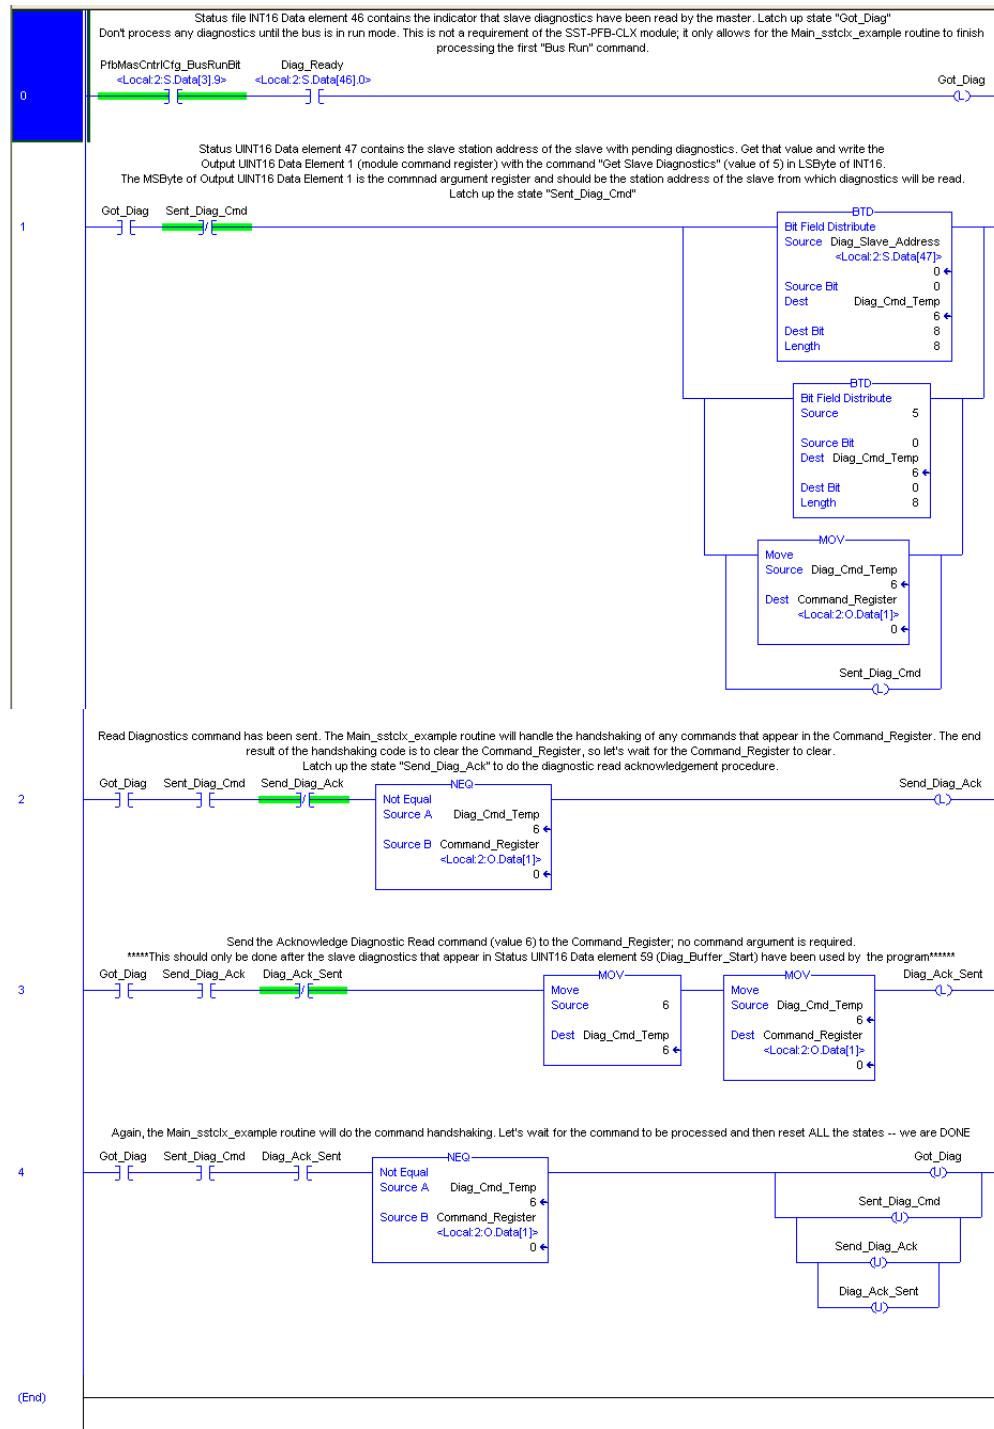 Status file INT16 Data element 46 contains the indicator that slave diagnostics have been read by the master. Latch up state "Got_Diag"
Don't process any diagnostics until the bus is in run mode. This is not a requirement of the SST-PFB-CLX module; it only allows for the Main_sstclx_example routine to finish
processing the first "Bus Run" command.
PfbMasCntrlCfg_BusRunBit Diag_Ready
<Local:2:S.Data[3].9> <Local:2:S.Data[46].0> Got_Diag
0 L
Status UINT16 Data element 47 contains the slave station address of the slave with pending diagnostics. Get that value and write the
Output UINT16 Data Element 1 (module command register) with the command "Get Slave Diagnostics" (value of 5) in LSByte of INT16.
The MSByte of Output UINT16 Data Element 1 is the commnad argument register and should be the station address of the slave from which diagnostics will be read.
Latch up the state "Sent_Diag_Cmd"
Got_Diag Sent_Diag_Cmd
1
BTD
Bit Field Distribute
Source Diag_Slave_Address
<Local:2:S.Data[47]>
0
Source Bit 0
Dest Diag_Cmd_Temp
6
Dest Bit 8
Length 8
BTD
Bit Field Distribute
Source 5
Source Bit 0
Dest Diag_Cmd_Temp
6
Dest Bit 0
Length 8
MOV
Move
Source Diag_Cmd_Temp
6
Dest Command_Register
<Local:2:O.Data[1]>
0
Sent_Diag_Cmd
L
Read Diagnostics command has been sent. The Main_sstclx_example routine will handle the handshaking of any commands that appear in the Command_Register. The end
result of the handshaking code is to clear the Command_Register, so let's wait for the Command_Register to clear.
Latch up the state "Send_Diag_Ack" to do the diagnostic read acknowledgement procedure.
Got_Diag Sent_Diag_Cmd Send_Diag_Ack Send_Diag_Ack
2 L
NEQ
Not Equal
Source A Diag_Cmd_Temp
6
Source B Command_Register
<Local:2:O.Data[1]>
0
Send the Acknowledge Diagnostic Read command (value 6) to the Command_Register; no command argument is required.
*****This should only be done after the slave diagnostics that appear in Status UINT16 Data element 59 (Diag_Buffer_Start) have been used by the program******
Got_Diag Send_Diag_Ack Diag_Ack_Sent Diag_Ack_Sent
3 L
MOV
Move
Source 6
Dest Diag_Cmd_Temp
6
MOV
Move
Source Diag_Cmd_Temp
6
Dest Command_Register
<Local:2:O.Data[1]>
0
Again, the Main_sstclx_example routine will do the command handshaking. Let's wait for the command to be processed and then reset ALL the states -- we are DONE
Got_Diag Sent_Diag_Cmd Diag_Ack_Sent Got_Diag
4 U
NEQ
Not Equal
Source A Diag_Cmd_Temp
6
Source B Command_Register
<Local:2:O.Data[1]>
0
Sent_Diag_Cmd
U
Send_Diag_Ack
U
Diag_Ack_Sent
U
(End)